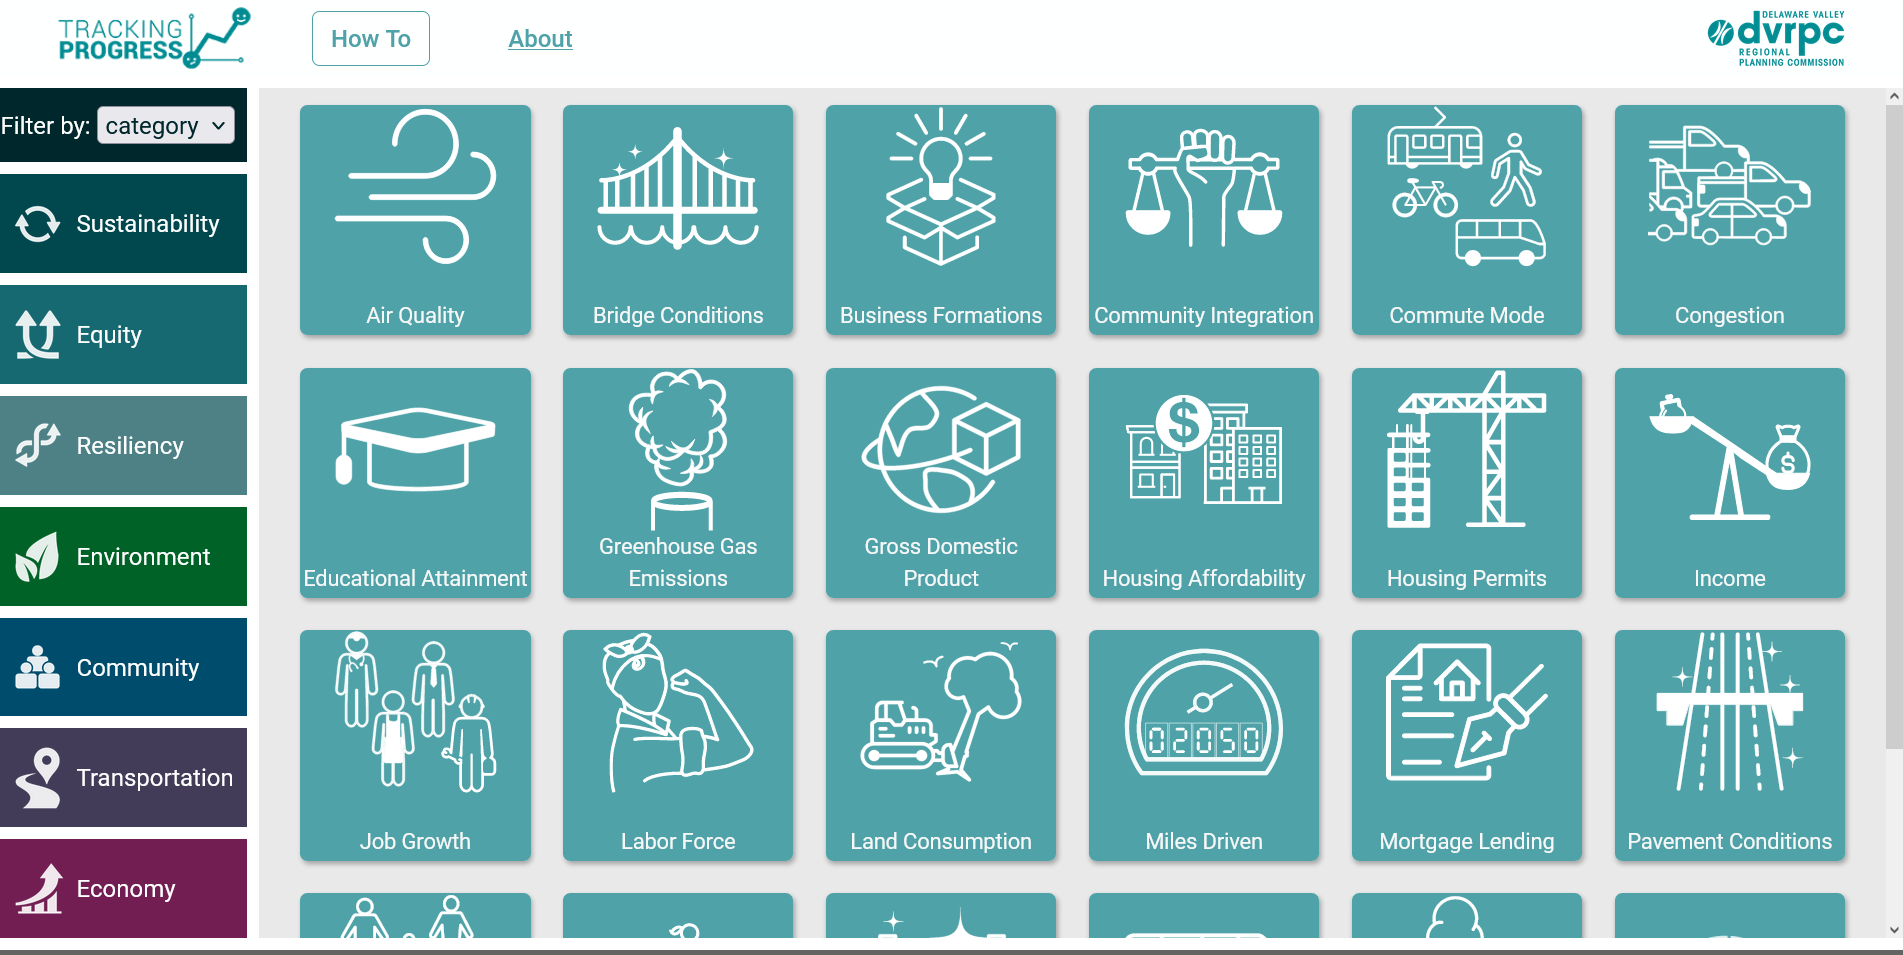 TRACKING
PROGRESS
How To
About
DELAWARE VALLEY
dvrpc
REGIONAL
PLANNING COMMISSION
Filter by: category
Sustainability
Equity
Resiliency
Environment
Community
Transportation
Economy
Air Quality
Bridge Conditions
Business Formations
Community Integration
Commute Mode
Congestion
Educational Attainment
Greenhouse Gas
Emissions
Gross Domestic
Product
$
Housing Affordability
Housing Permits
$
Income
Job Growth
Labor Force
Land Consumption
02050
Miles Driven
Mortgage Lending
Pavement Conditions